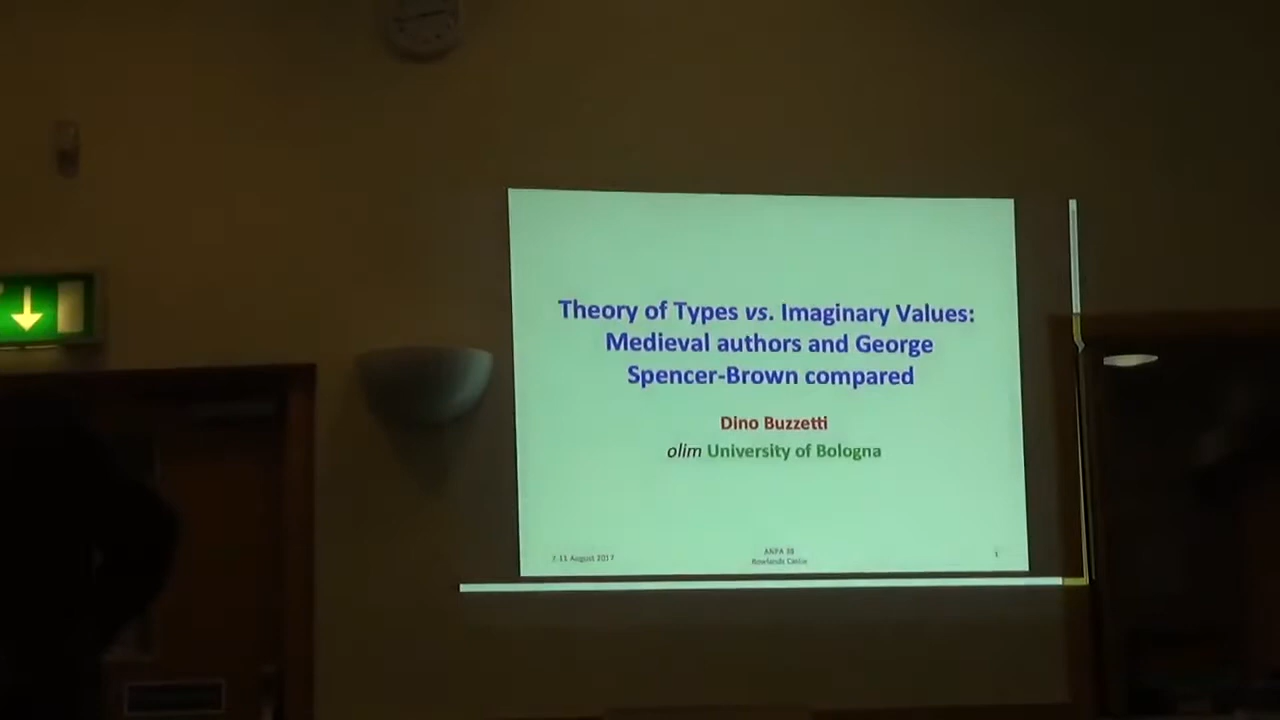 Theory of Types vs. Imaginary Values:
Medieval authors and George
Spencer-Brown compared
Dino Buzzetti
olim University of Bologna
7-11 August 2017
ANPA 38
Rowlands Castle
1